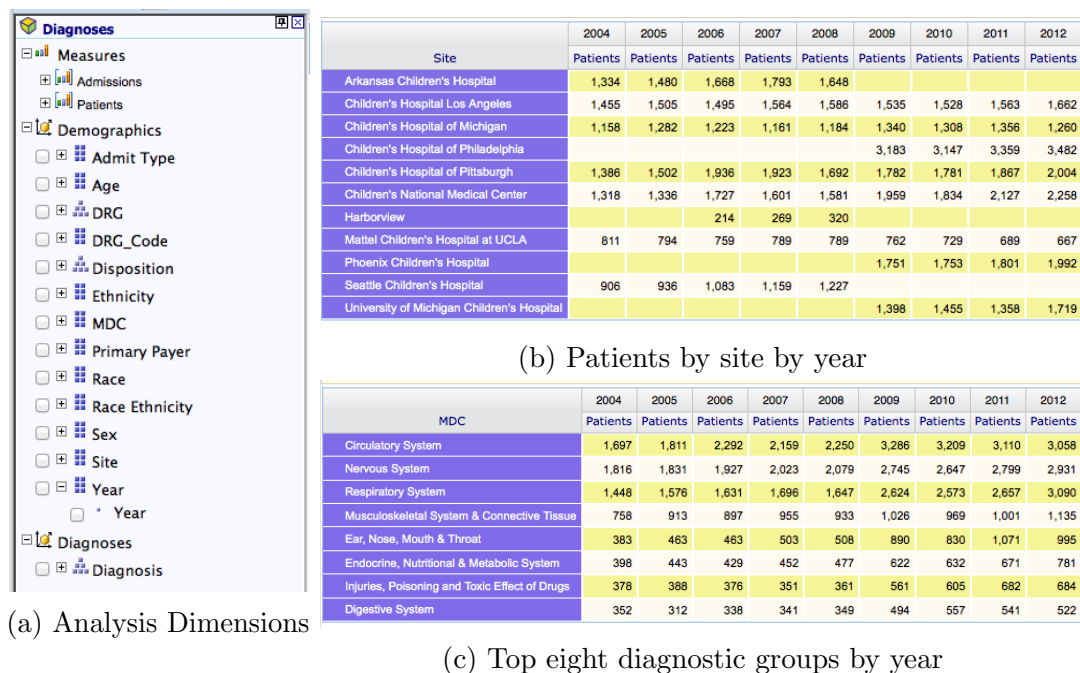 Diagnoses
Measures
Admissions
Patients
Demographics
Admit Type
Age
DRG
DRG_Code
Disposition
Ethnicity
MDC
Primary Payer
Race
Race Ethnicity
Sex
Site
Year
Year
Diagnoses
Diagnosis
(a) Analysis Dimensions
2004 2005 2006 2007 2008 2009 2010 2011 2012
Site Patients Patients Patients Patients Patients Patients Patients Patients Patients
Arkansas Children's Hospital 1,334 1,480 1,668 1,793 1,648
Children's Hospital Los Angeles 1,455 1,505 1,495 1,564 1,586 1,535 1,528 1,563 1,662
Children's Hospital of Michigan 1,158 1,282 1,223 1,161 1,184 1,340 1,308 1,356 1,260
Children's Hospital of Philadelphia 3,183 3,147 3,359 3,482
Children's Hospital of Pittsburgh 1,386 1,502 1,936 1,923 1,692 1,782 1,781 1,867 2,004
Children's National Medical Center 1,318 1,336 1,727 1,601 1,581 1,959 1,834 2,127 2,258
Harborview 214 269 320
Mattel Children's Hospital at UCLA 811 794 759 789 789 762 729 689 667
Phoenix Children's Hospital 1,751 1,753 1,801 1,992
Seattle Children's Hospital 906 936 1,083 1,159 1,227
University of Michigan Children's Hospital 1,398 1,455 1,358 1,719
(b) Patients by site by year
2004 2005 2006 2007 2008 2009 2010 2011 2012
MDC Patients Patients Patients Patients Patients Patients Patients Patients Patients
Circulatory System 1,697 1,811 2,292 2,159 2,250 3,286 3,209 3,110 3,058
Nervous System 1,816 1,831 1,927 2,023 2,079 2,745 2,647 2,799 2,931
Respiratory System 1,448 1,576 1,631 1,696 1,647 2,624 2,573 2,657 3,090
Musculoskeletal System & Connective Tissue 758 913 897 955 933 1,026 969 1,001 1,135
Ear, Nose, Mouth & Throat 383 463 463 503 508 890 830 1,071 995
Endocrine, Nutritional & Metabolic System 398 443 429 452 477 622 632 671 781
Injuries, Poisoning and Toxic Effect of Drugs 378 388 376 351 361 561 605 682 684
Digestive System 352 312 338 341 349 494 557 541 522
(c) Top eight diagnostic groups by year